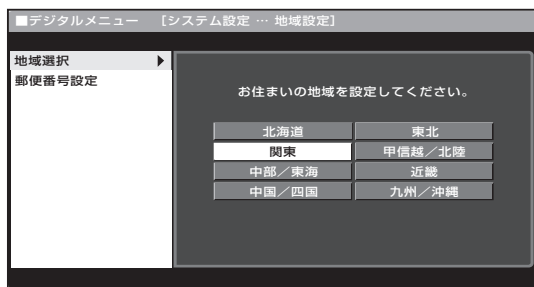 ■デジタルメニュー [システム設定 … 地域設定]
地域選択 ▶
郵便番号設定
お住まいの地域を設定してください。
北海道 東北
関東 甲信越／北陸
中部／東海 近畿
中国／四国 九州／沖縄